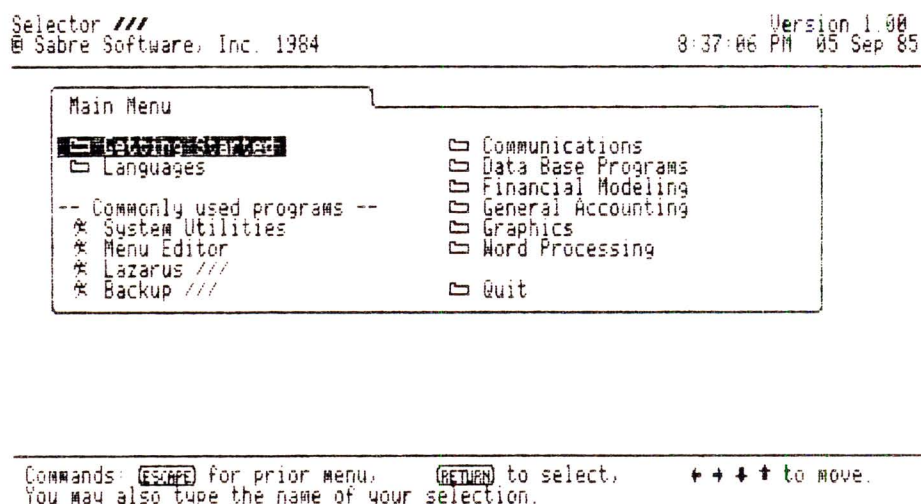 Selector ///
Version 1.00
© Sabre Software, Inc. 1984
8:37:06 PM 05 Sep 85
Main Menu
Getting Started
Languages
-- Commonly used programs --
System Utilities
Menu Editor
Lazarus ///
Backup ///
Communications
Data Base Programs
Financial Modeling
General Accounting
Graphics
Word Processing
Quit
Commands: ESCAPE for prior menu, RETURN to select, ← → ↓ ↑ to move.
You may also type the name of your selection.